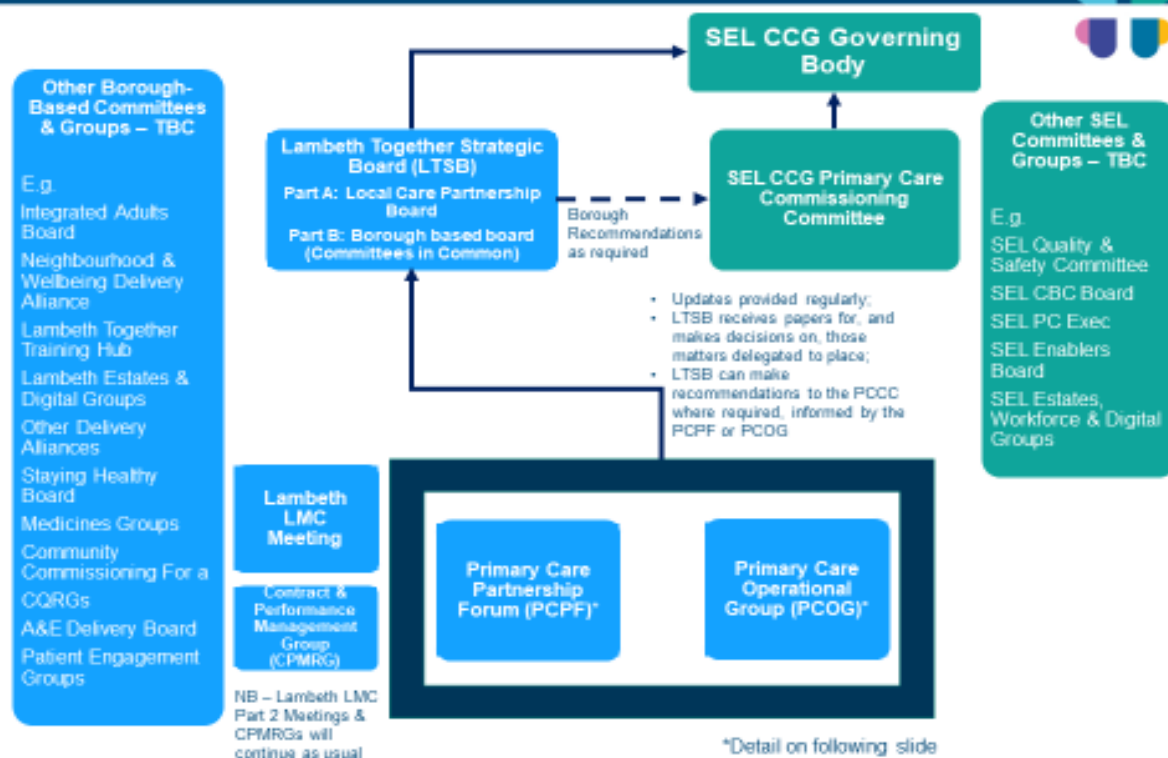 SEL CCG Governing
Body
Other Borough-
Based Committees
& Groups – TBC
E.g.
Integrated Adults
Board
Neighbourhood &
Wellbeing Delivery
Alliance
Lambeth Together
Training Hub
Lambeth Estates &
Digital Groups
Other Delivery
Alliances
Staying Healthy
Board
Medicines Groups
Community
Commissioning For a
CQRGs
A&E Delivery Board
Patient Engagement
Groups
Lambeth Together Strategic
Board (LTSB)
Part A: Local Care Partnership
Board
Part B: Borough based board
(Committees in Common)
Borough
Recommendations
as required
SEL CCG Primary Care
Commissioning
Committee
Other SEL
Committees &
Groups – TBC
E.g.
SEL Quality &
Safety Committee
SEL CBC Board
SEL PC Exec
SEL Enablers
Board
SEL Estates,
Workforce & Digital
Groups
• Updates provided regularly;
• LTSB receives papers for, and
makes decisions on, those
matters delegated to place;
• LTSB can make
recommendations to the PCCC
where required, informed by the
PCPF or PCOG
Lambeth
LMC
Meeting
Contract &
Performance
Management
Group
(CPMRG)
NB – Lambeth LMC
Part 2 Meetings &
CPMRGs will
continue as usual
Primary Care
Partnership
Forum (PCPF)*
Primary Care
Operational
Group (PCOG)*
*Detail on following slide